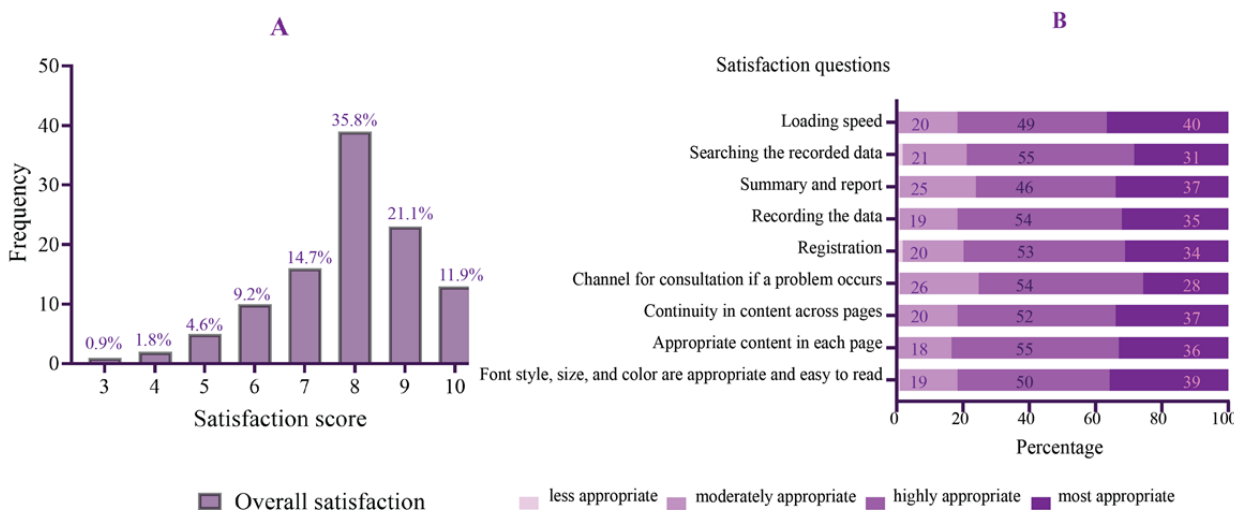 A
50
40
30
20
10
0
Frequency
0.9%
1.8%
4.6%
9.2%
14.7%
35.8%
21.1%
11.9%
3 4 5 6 7 8 9 10
Satisfaction score
Overall satisfaction
B
Satisfaction questions
Loading speed 20 49 40
Searching the recorded data 21 55 31
Summary and report 25 46 37
Recording the data 19 54 35
Registration 20 53 34
Channel for consultation if a problem occurs 26 54 28
Continuity in content across pages 20 52 37
Appropriate content in each page 18 55 36
Font style, size, and color are appropriate and easy to read 19 50 39
0 20 40 60 80 100
Percentage
less appropriate moderately appropriate highly appropriate most appropriate